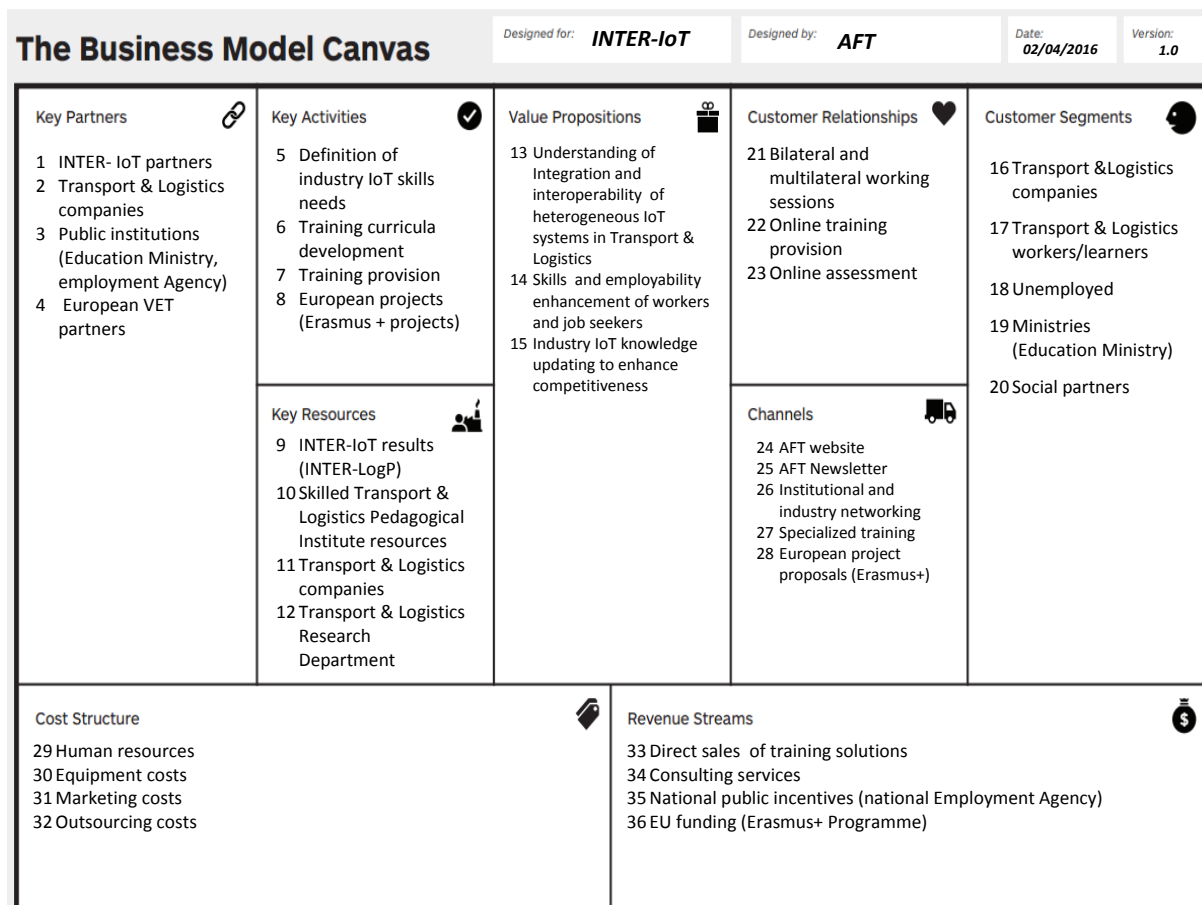 The Business Model Canvas
Designed for: INTER-IoT
Designed by: AFT
Date:
02/04/2016
Version:
1.0
Key Partners
1 INTER- IoT partners
2 Transport & Logistics
companies
3 Public institutions
(Education Ministry,
employment Agency)
4 European VET
partners
Key Activities
5 Definition of
industry IoT skills
needs
6 Training curricula
development
7 Training provision
8 European projects
(Erasmus + projects)
Key Resources
9 INTER-IoT results
(INTER-LogP)
10 Skilled Transport &
Logistics Pedagogical
Institute resources
11 Transport & Logistics
companies
12 Transport & Logistics
Research
Department
Value Propositions
13 Understanding of
Integration and
interoperability of
heterogeneous IoT
systems in Transport &
Logistics
14 Skills and employability
enhancement of workers
and job seekers
15 Industry IoT knowledge
updating to enhance
competitiveness
Customer Relationships
21 Bilateral and
multilateral working
sessions
22 Online training
provision
23 Online assessment
Channels
24 AFT website
25 AFT Newsletter
26 Institutional and
industry networking
27 Specialized training
28 European project
proposals (Erasmus+)
Customer Segments
16 Transport &Logistics
companies
17 Transport & Logistics
workers/learners
18 Unemployed
19 Ministries
(Education Ministry)
20 Social partners
Cost Structure
29 Human resources
30 Equipment costs
31 Marketing costs
32 Outsourcing costs
Revenue Streams
$
33 Direct sales of training solutions
34 Consulting services
35 National public incentives (national Employment Agency)
36 EU funding (Erasmus+ Programme)